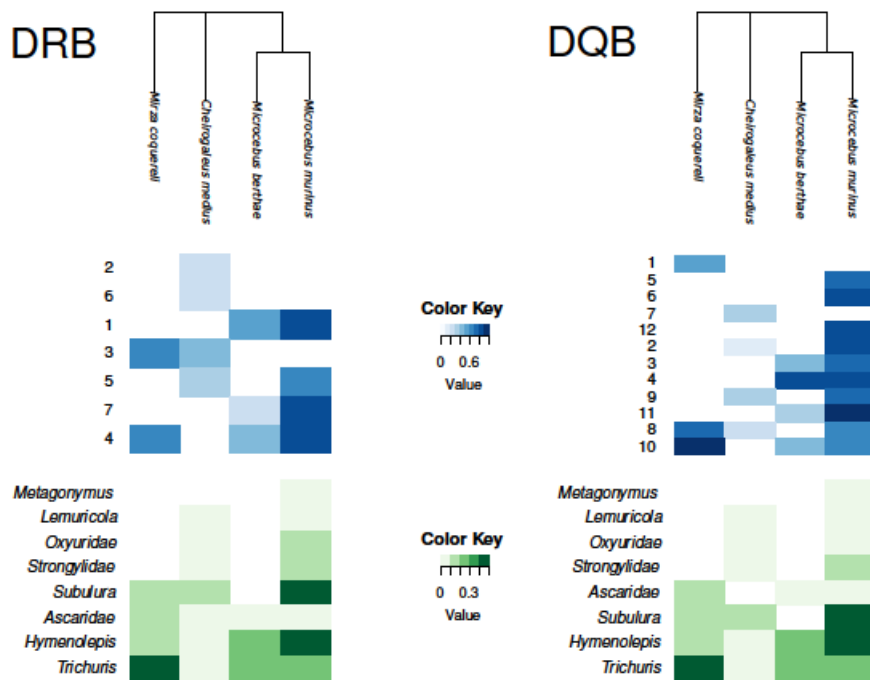 DRB
DQB
Mirza coquereli
Cheirogaleus medius
Microcebus berthae
Microcebus murinus
Mirza coquereli
Cheirogaleus medius
Microcebus berthae
Microcebus murinus
2
6
1
3
5
7
4
Color Key
0 0.6
Value
1
5
6
7
12
2
3
4
9
11
8
10
Metagonymus
Lemuricola
Oxyuridae
Strongylidae
Subulura
Ascaridae
Hymenolepis
Trichuris
Color Key
0 0.3
Value
Metagonymus
Lemuricola
Oxyuridae
Strongylidae
Ascaridae
Subulura
Hymenolepis
Trichuris